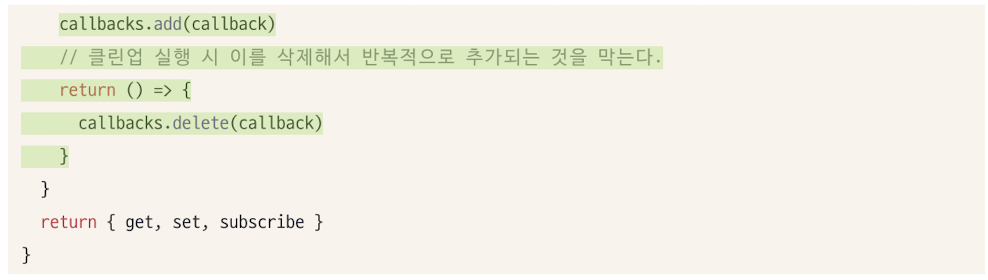 callbacks.add(callback)
// 클린업 실행 시 이를 삭제해서 반복적으로 추가되는 것을 막는다.
return () => {
callbacks.delete(callback)
}
}
return { get, set, subscribe }
}